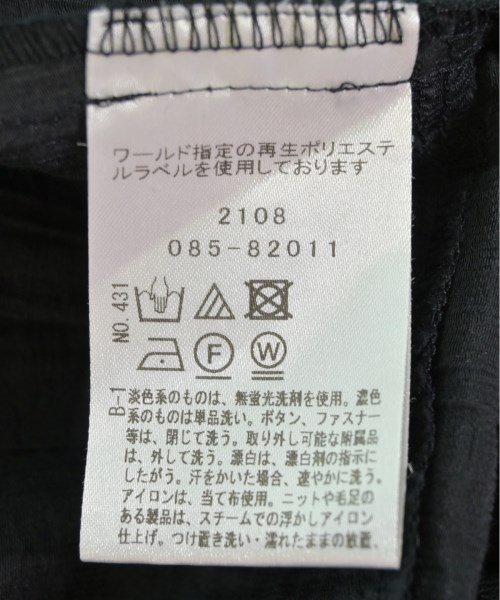 ワールド指定の再生ポリエステ
ルラベルを使用しております
2108
085-82011
NO.431
F
W
B-1
淡色系のものは、無蛍光洗剤を使用。濃色
系のものは単品洗い。ボタン、ファスナー
等は、閉じて洗う。取り外し可能な附属品
は、外して洗う。漂白は、漂白剤の指示に
したがう。汗をかいた場合、速やかに洗う。
アイロンは、当て布使用。ニットや毛足の
ある製品は、スチームでの浮かしアイロン
仕上げ。つけ置き洗い・濡れたままの放置、